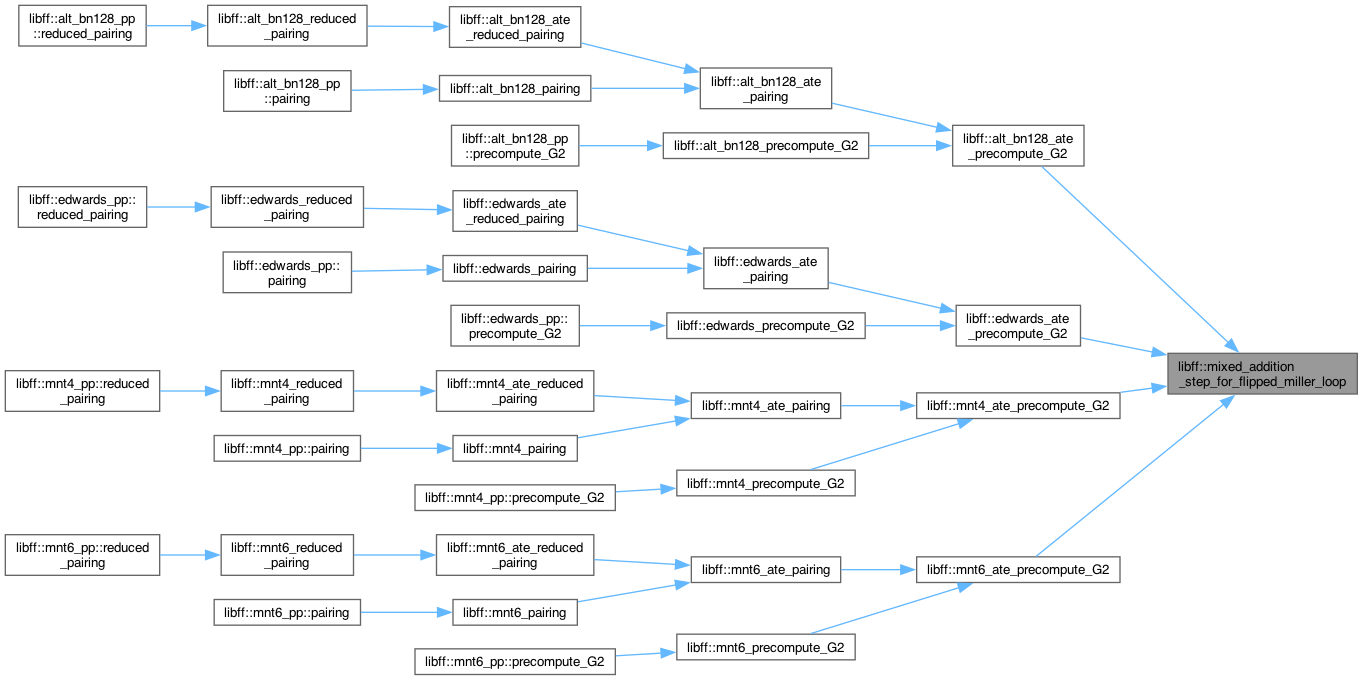 libff::alt_bn128_pp
::reduced_pairing
libff::alt_bn128_reduced
_pairing
libff::alt_bn128_ate
_reduced_pairing
libff::alt_bn128_pp
::pairing
libff::alt_bn128_pairing
libff::alt_bn128_ate
_pairing
libff::alt_bn128_pp
::precompute_G2
libff::alt_bn128_precompute_G2
libff::alt_bn128_ate
_precompute_G2
libff::edwards_pp::
reduced_pairing
libff::edwards_reduced
_pairing
libff::edwards_ate
_reduced_pairing
libff::edwards_pp::
pairing
libff::edwards_pairing
libff::edwards_ate
_pairing
libff::edwards_pp::
precompute_G2
libff::edwards_precompute_G2
libff::edwards_ate
_precompute_G2
libff::mixed_addition
_step_for_flipped_miller_loop
libff::mnt4_pp::reduced
_pairing
libff::mnt4_reduced
_pairing
libff::mnt4_ate_reduced
_pairing
libff::mnt4_ate_pairing
libff::mnt4_ate_precompute_G2
libff::mnt4_pp::pairing
libff::mnt4_pairing
libff::mnt4_pp::precompute_G2
libff::mnt4_precompute_G2
libff::mnt6_pp::reduced
_pairing
libff::mnt6_reduced
_pairing
libff::mnt6_ate_reduced
_pairing
libff::mnt6_ate_pairing
libff::mnt6_ate_precompute_G2
libff::mnt6_pp::pairing
libff::mnt6_pairing
libff::mnt6_pp::precompute_G2
libff::mnt6_precompute_G2